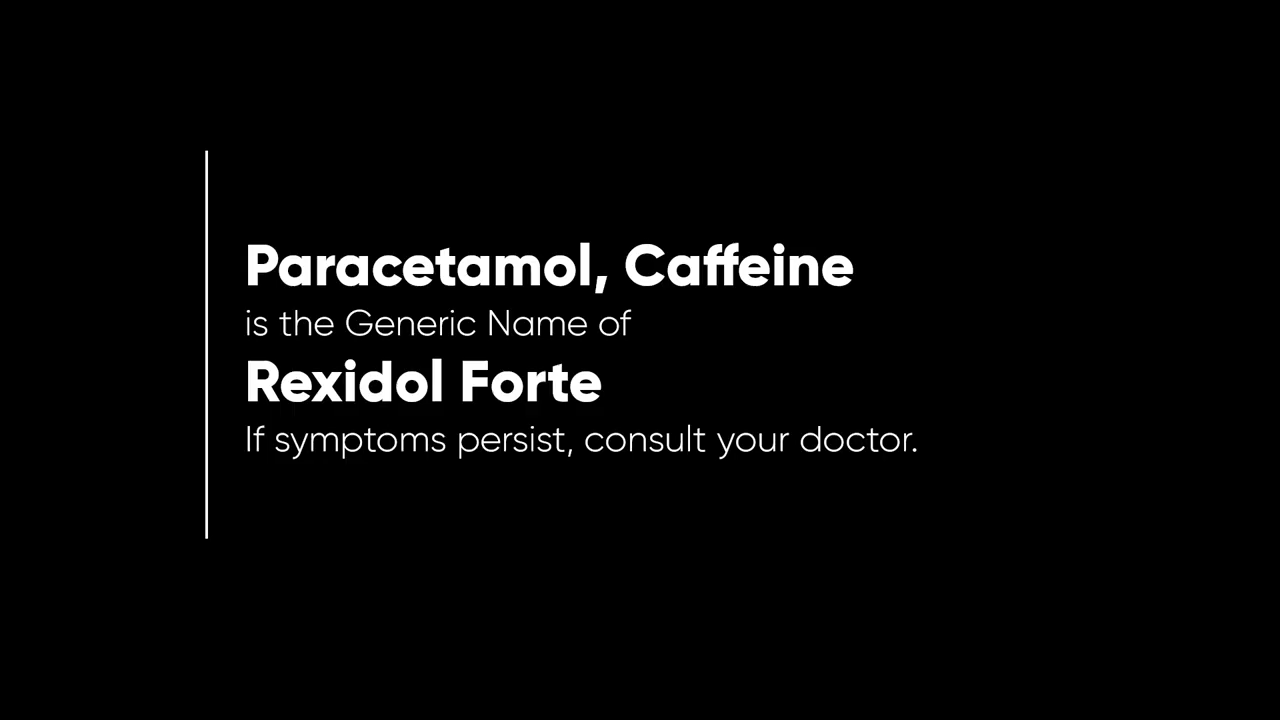 Paracetamol, Caffeine
is the Generic Name of
Rexidol Forte
If symptoms persist, consult your doctor.